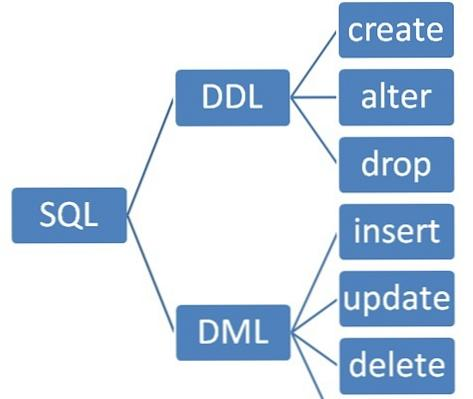 SQL
DDL
create
alter
drop
DML
insert
update
delete